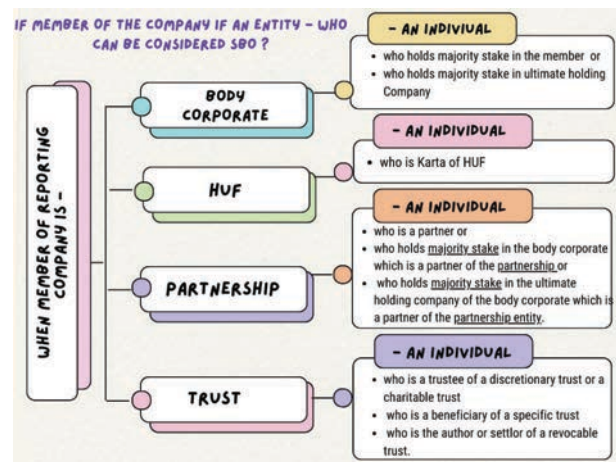 IF MEMBER OF THE COMPANY IF AN ENTITY – WHO
CAN BE CONSIDERED SBO ?
WHEN MEMBER OF REPORTING
COMPANY IS –
BODY
CORPORATE
– AN INDIVIUAL
• who holds majority stake in the member or
• who holds majority stake in ultimate holding
Company
HUF
– AN INDIVIDUAL
• who is Karta of HUF
PARTNERSHIP
– AN INDIVIDUAL
• who is a partner or
• who holds majority stake in the body corporate
which is a partner of the partnership or
• who holds majority stake in the ultimate
holding company of the body corporate which is
a partner of the partnership entity.
TRUST
– AN INDIVIDUAL
• who is a trustee of a discretionary trust or a
charitable trust
• who is a beneficiary of a specific trust
• who is the author or settlor of a revocable
trust.